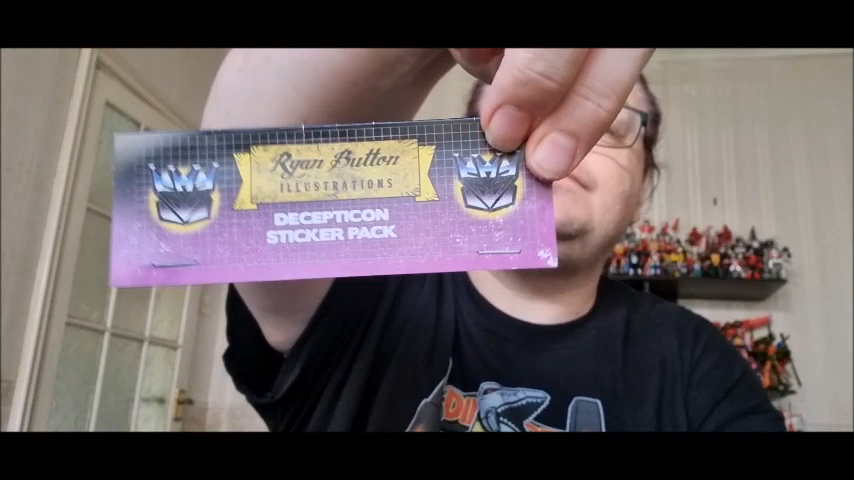 Ryan Button
ILLUSTRATIONS
DECEPTICON
STICKER PACK